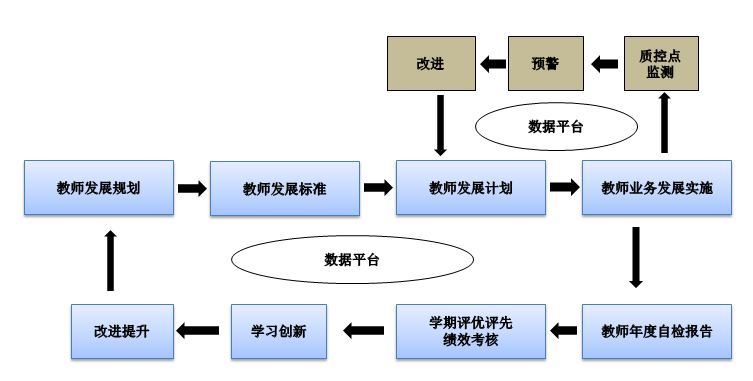 改进
预警
质控点
监测
数据平台
教师发展规划
教师发展标准
教师发展计划
教师业务发展实施
数据平台
改进提升
学习创新
学期评优评先
绩效考核
教师年度自检报告